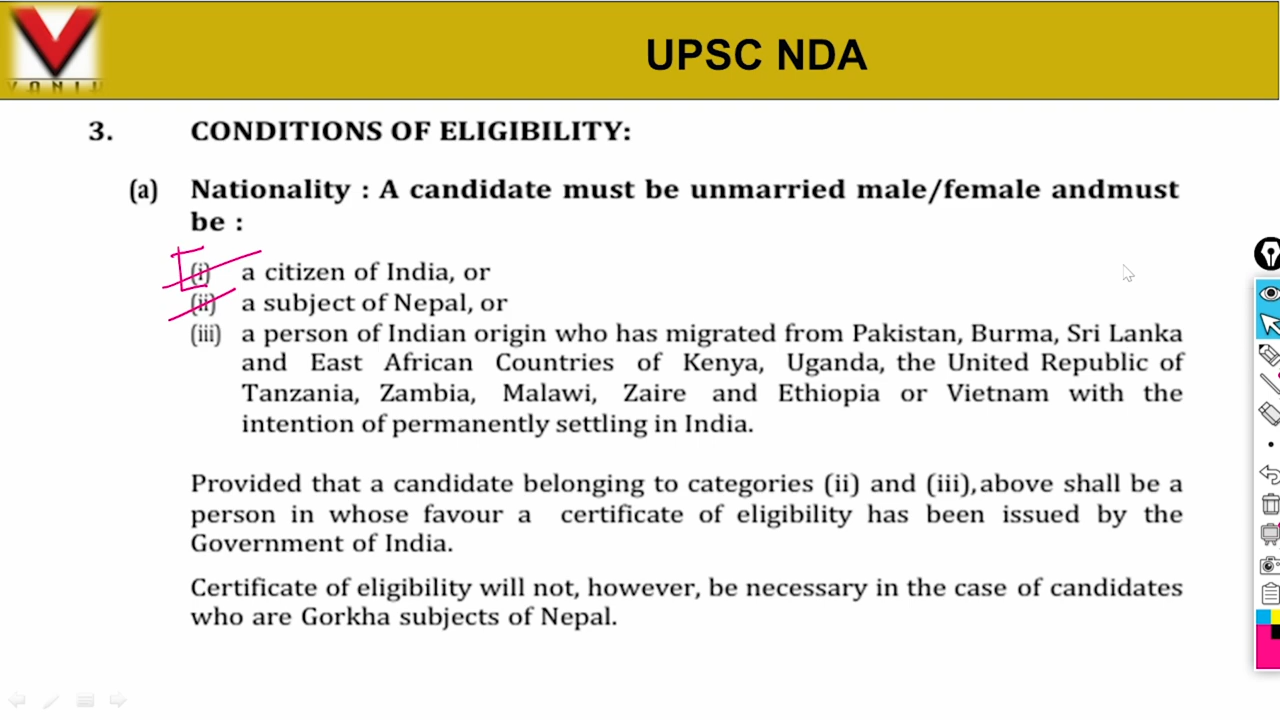 VANIJ
UPSC NDA
3. CONDITIONS OF ELIGIBILITY:
(a) Nationality : A candidate must be unmarried male/female andmust
be :
(i) a citizen of India, or
(ii) a subject of Nepal, or
(iii) a person of Indian origin who has migrated from Pakistan, Burma, Sri Lanka
and East African Countries of Kenya, Uganda, the United Republic of
Tanzania, Zambia, Malawi, Zaire and Ethiopia or Vietnam with the
intention of permanently settling in India.
Provided that a candidate belonging to categories (ii) and (iii),above shall be a
person in whose favour a certificate of eligibility has been issued by the
Government of India.
Certificate of eligibility will not, however, be necessary in the case of candidates
who are Gorkha subjects of Nepal.